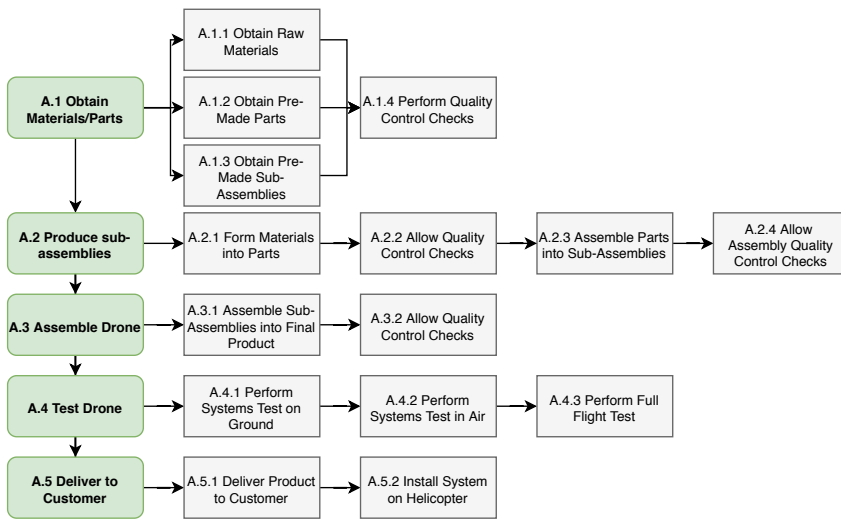 A.1.1 Obtain Raw
Materials
A.1 Obtain
Materials/Parts
A.1.2 Obtain Pre-
Made Parts
A.1.4 Perform Quality
Control Checks
A.1.3 Obtain Pre-
Made Sub-
Assemblies
A.2 Produce sub-
assemblies
A.2.1 Form Materials
into Parts
A.2.2 Allow Quality
Control Checks
A.2.3 Assemble Parts
into Sub-Assemblies
A.2.4 Allow
Assembly Quality
Control Checks
A.3 Assemble Drone
A.3.1 Assemble Sub-
Assemblies into Final
Product
A.3.2 Allow Quality
Control Checks
A.4 Test Drone
A.4.1 Perform
Systems Test on
Ground
A.4.2 Perform
Systems Test in Air
A.4.3 Perform Full
Flight Test
A.5 Deliver to
Customer
A.5.1 Deliver Product
to Customer
A.5.2 Install System
on Helicopter